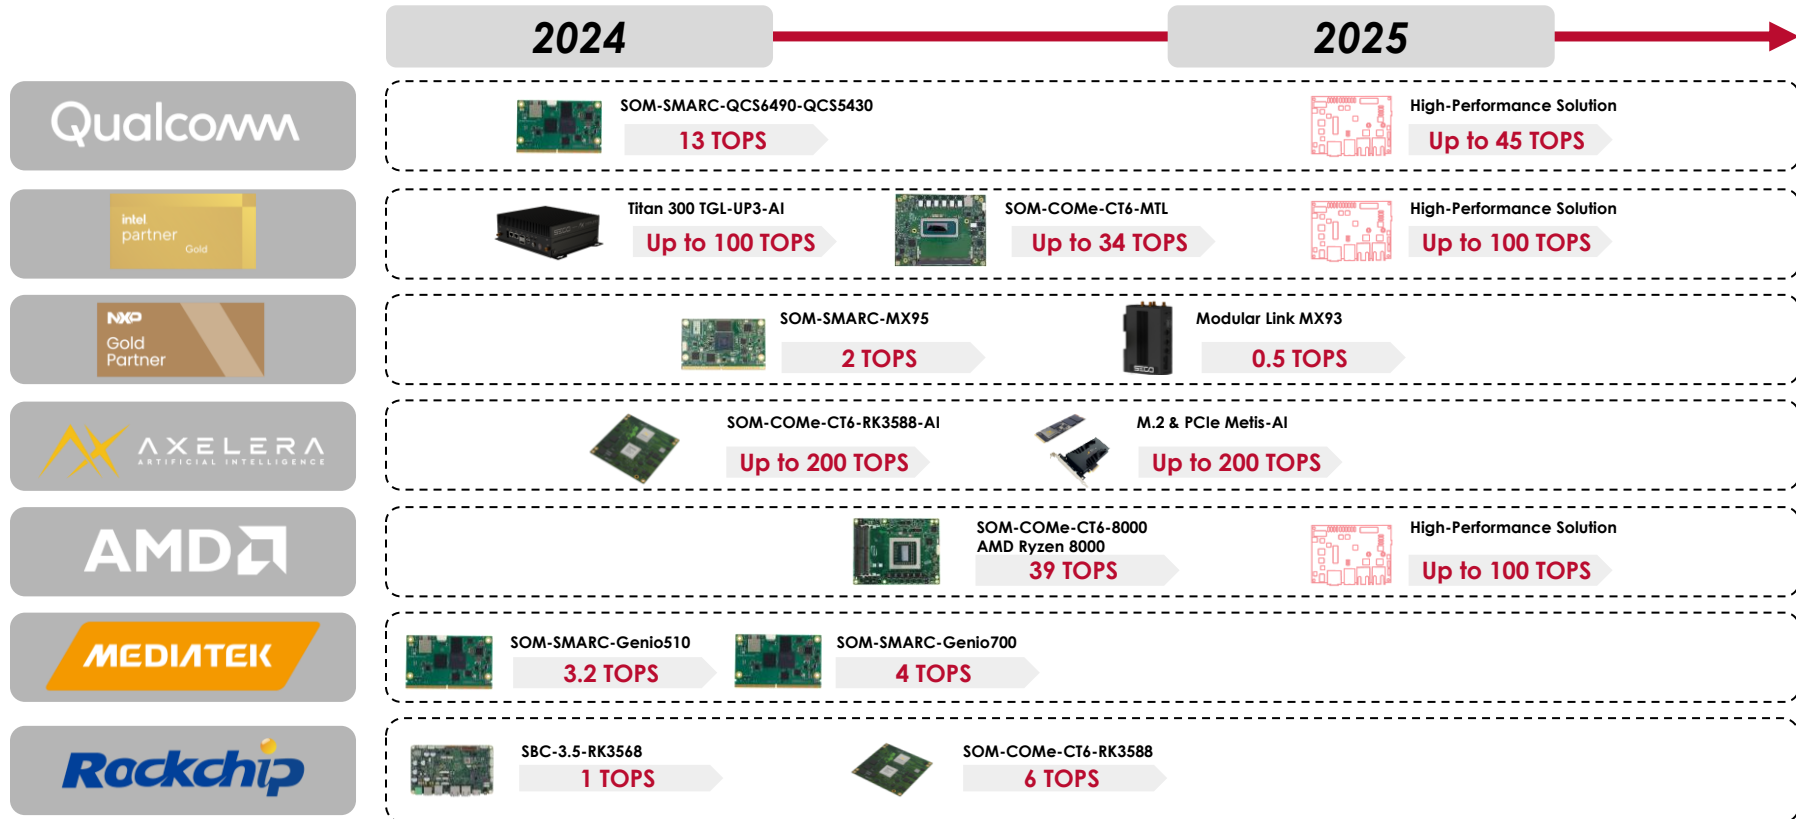 2024
2025
Qualcomm
SOM-SMARC-QCS6490-QCS5430
13 TOPS
High-Performance Solution
Up to 45 TOPS
intel
partner
Gold
Titan 300 TGL-UP3-AI
Up to 100 TOPS
SOM-COMe-CT6-MTL
Up to 34 TOPS
High-Performance Solution
Up to 100 TOPS
NXP
Gold
Partner
SOM-SMARC-MX95
2 TOPS
SECO
Modular Link MX93
0.5 TOPS
AXELERA
ARTIFICIAL INTELLIGENCE
SOM-COMe-CT6-RK3588-AI
Up to 200 TOPS
M.2 & PCIe Metis-AI
Up to 200 TOPS
AMD
SOM-COMe-CT6-8000
AMD Ryzen 8000
39 TOPS
High-Performance Solution
Up to 100 TOPS
MEDIATEK
SOM-SMARC-Genio510
3.2 TOPS
SOM-SMARC-Genio700
4 TOPS
Rockchip
SBC-3.5-RK3568
1 TOPS
SOM-COMe-CT6-RK3588
6 TOPS